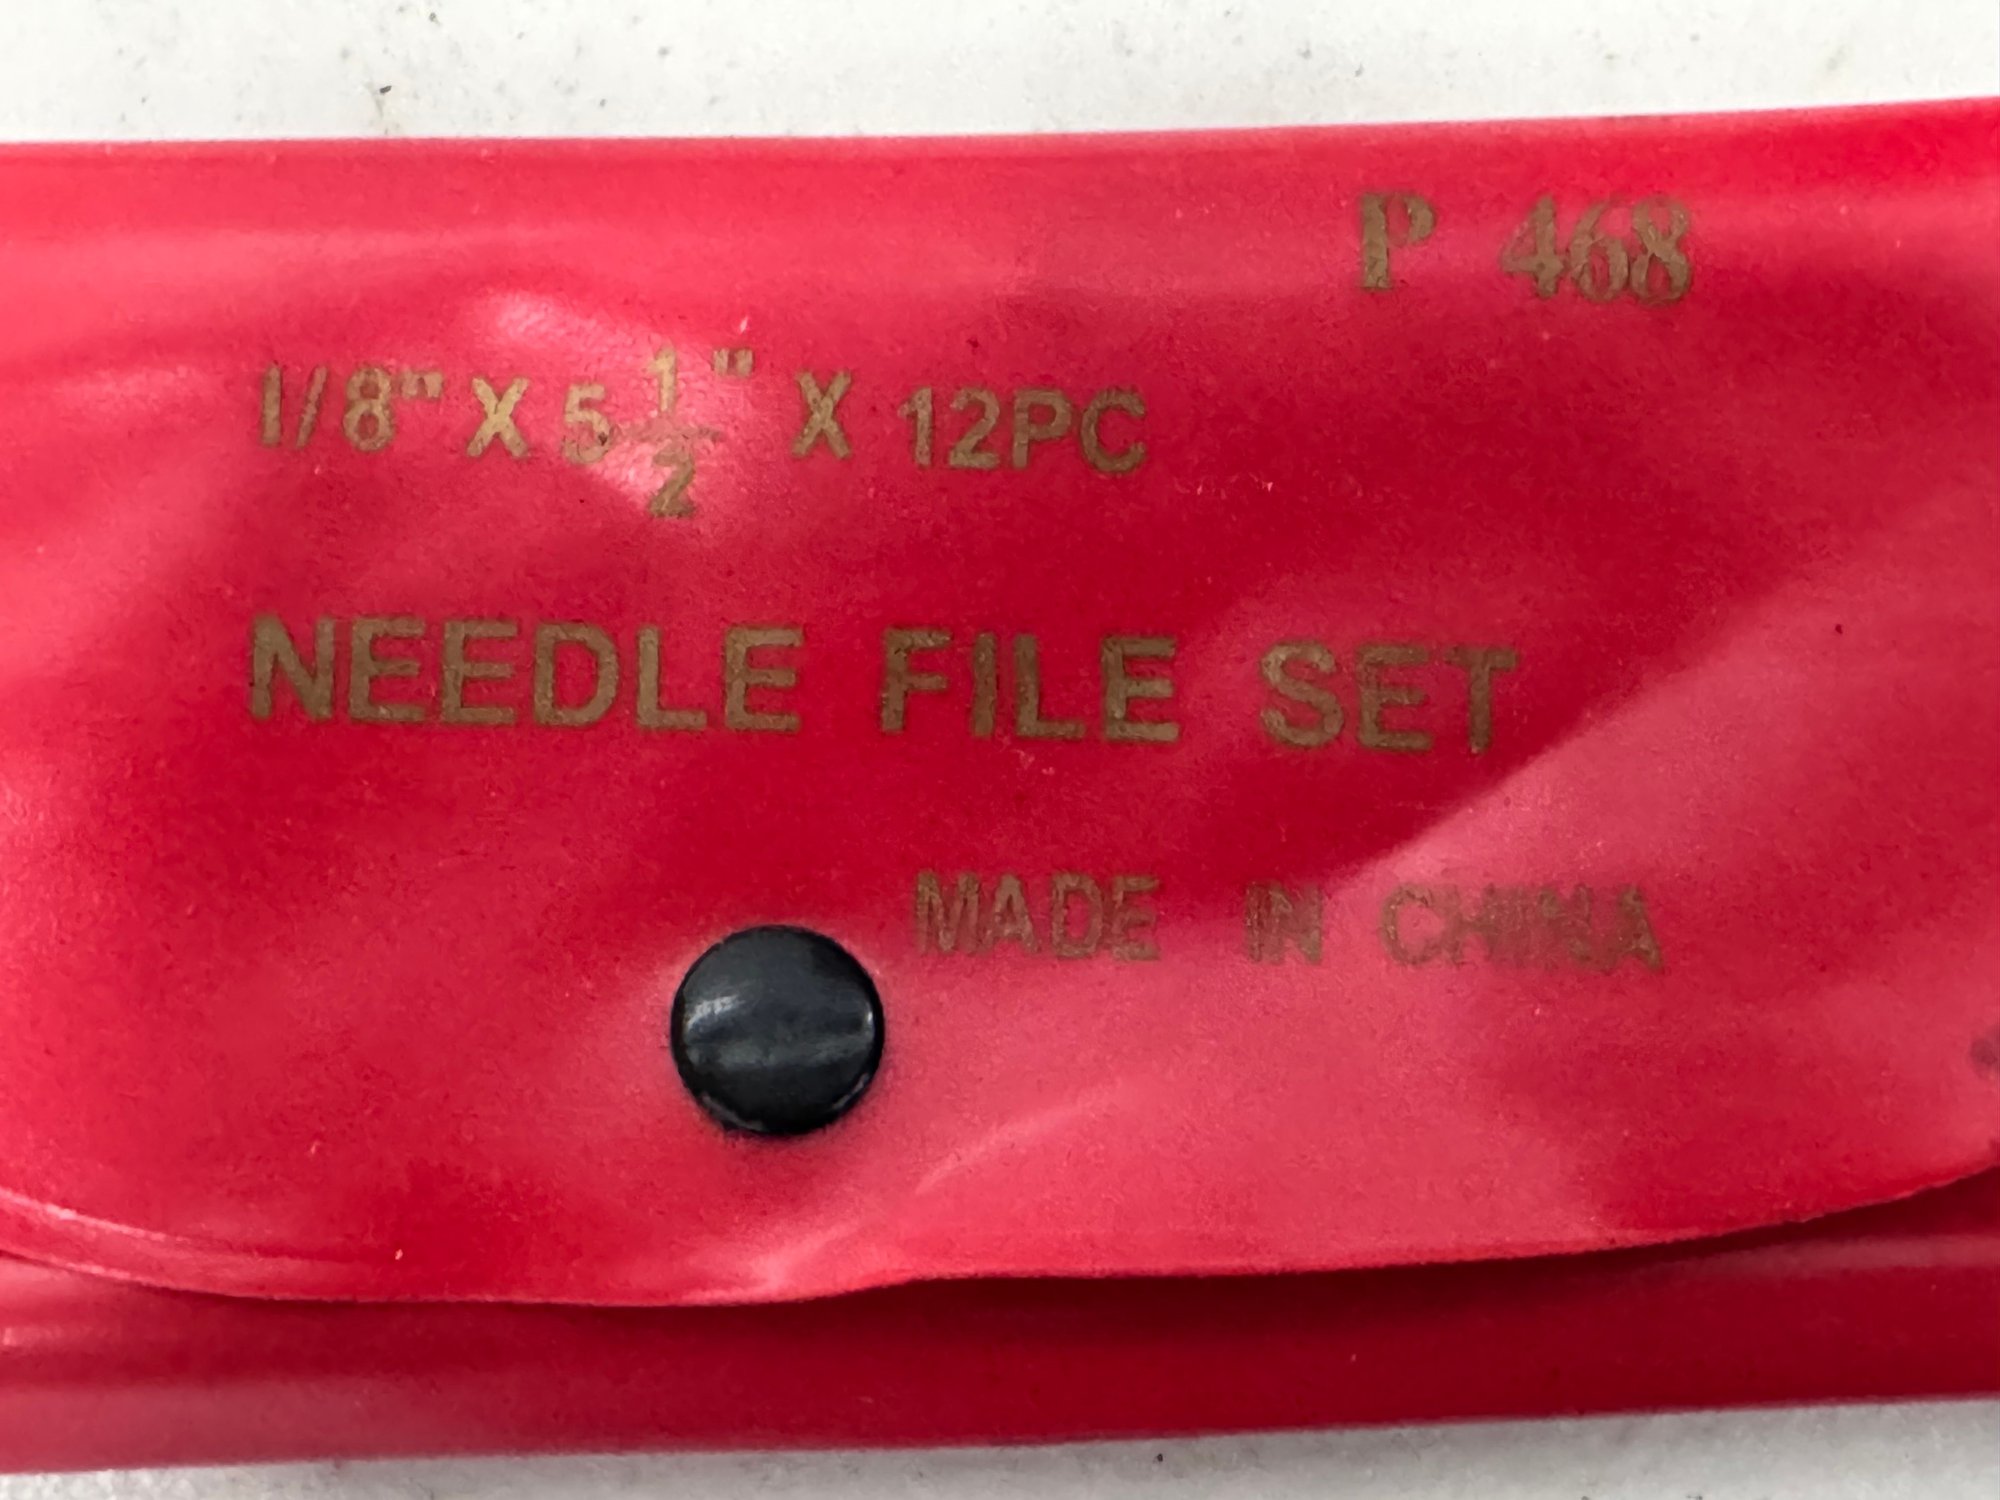 P 468
1/8" X 5 1/2" X 12PC
NEEDLE FILE SET
MADE IN CHINA